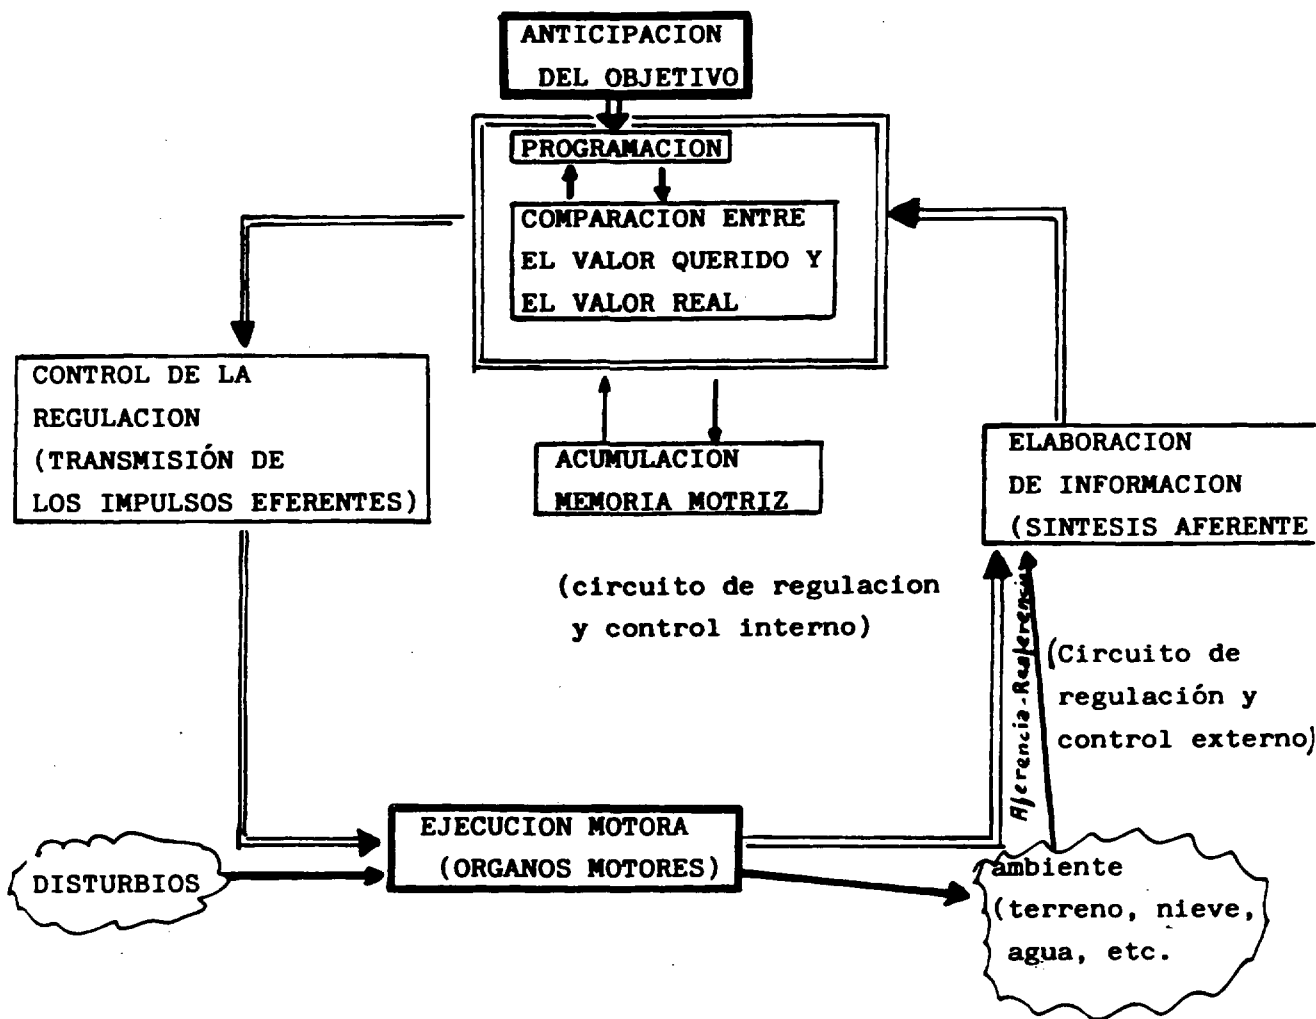 ANTICIPACION
DEL OBJETIVO
PROGRAMACION
COMPARACION ENTRE
EL VALOR QUERIDO Y
EL VALOR REAL
CONTROL DE LA
REGULACION
(TRANSMISIÓN DE
LOS IMPULSOS EFERENTES)
ACUMULACION
MEMORIA MOTRIZ
ELABORACION
DE INFORMACION
(SINTESIS AFERENTE
(circuito de regulacion
y control interno)
Aferencia-Reaferencia
(Circuito de
regulación y
control externo)
EJECUCION MOTORA
(ORGANOS MOTORES)
DISTURBIOS
ambiente
(terreno, nieve,
agua, etc.